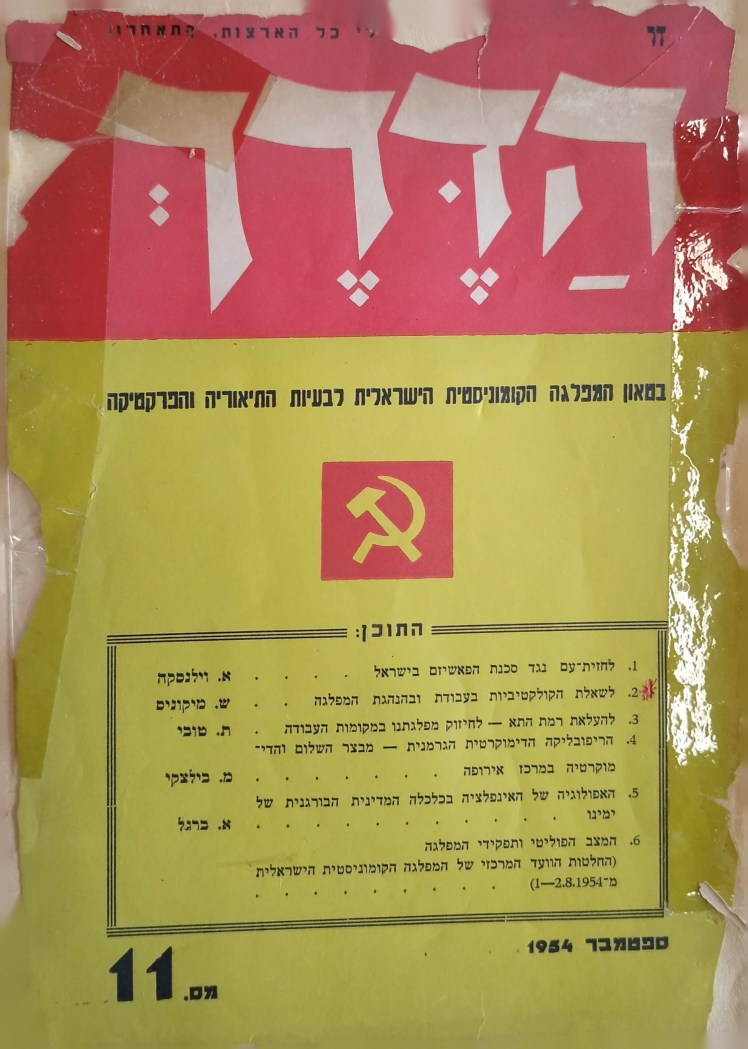 כל הארצות, התאחדו
הַדֶּרֶךְ
בטאון המפלגה הקומוניסטית הישראלית לבעיות התיאוריה והפרקטיקה
התוכן:
1. לחזית־עם נגד סכנת הפאשיזם בישראל . . . . א. וילנסקה
2. לשאלת הקולקטיביות בעבודת ובהנהגת המפלגה . . ש. מיקוניס
3. להעלאת רמת התא — לחיזוק מפלגתנו במקומות העבודה . ת. טובי
4. הריפובליקה הדימוקרטית הגרמנית — מבצר השלום והדי־
מוקרטיה במרכז אירופה . . . . . . . מ. בילצקי
5. האפולוגיה של האינפלציה בכלכלה המדינית הבורגנית של
ימינו . . . . . . . . . . א. ברגל
6. המצב הפוליטי ותפקידי המפלגה
(החלטות הוועד המרכזי של המפלגה הקומוניסטית הישראלית
מ־1—2.8.1954) . . . . . . . . .
ספטמבר 1954
מס. 11